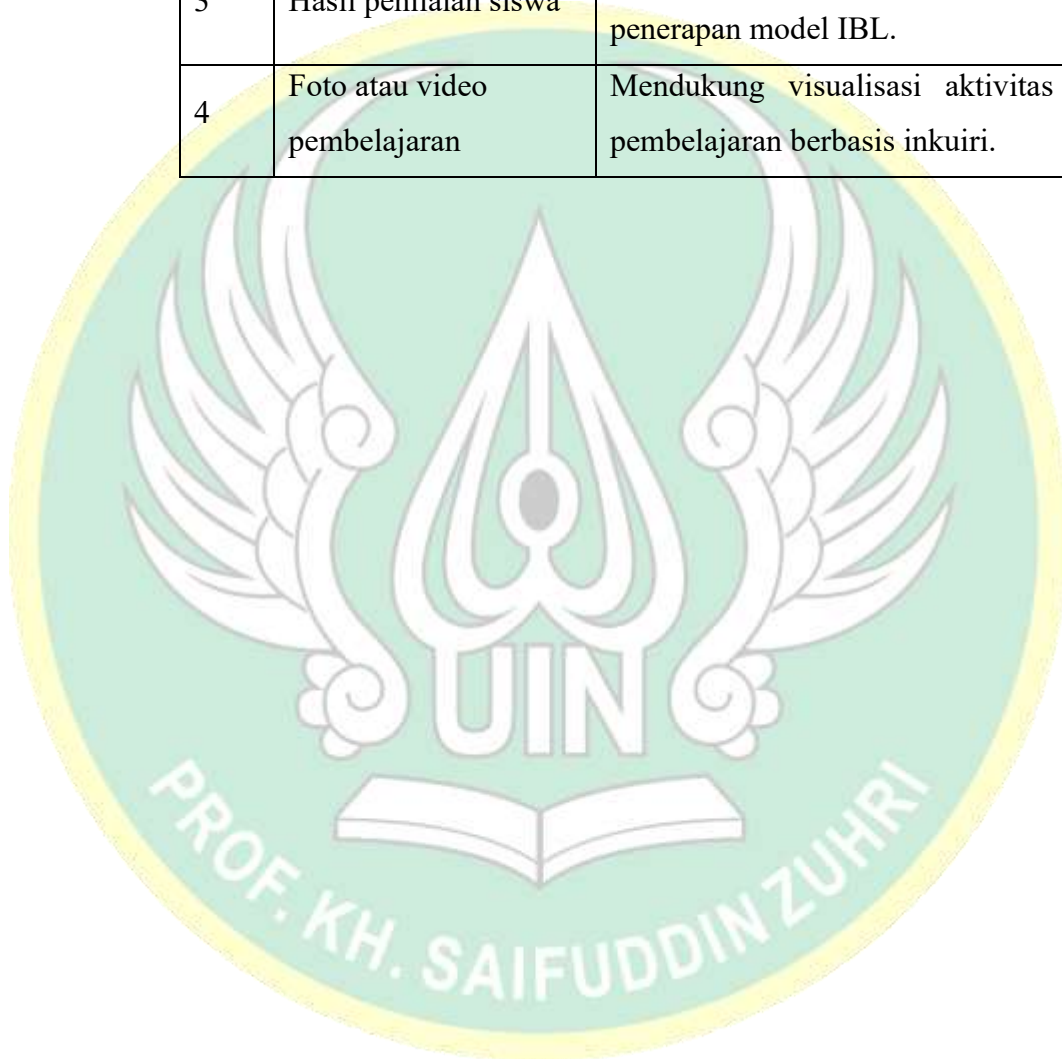 3 Hasil penilaian siswa
penerapan model IBL.
4 Foto atau video pembelajaran Mendukung visualisasi aktivitas pembelajaran berbasis inkuiri.
UIN
PROF. KH. SAIFUDDIN ZUHRI